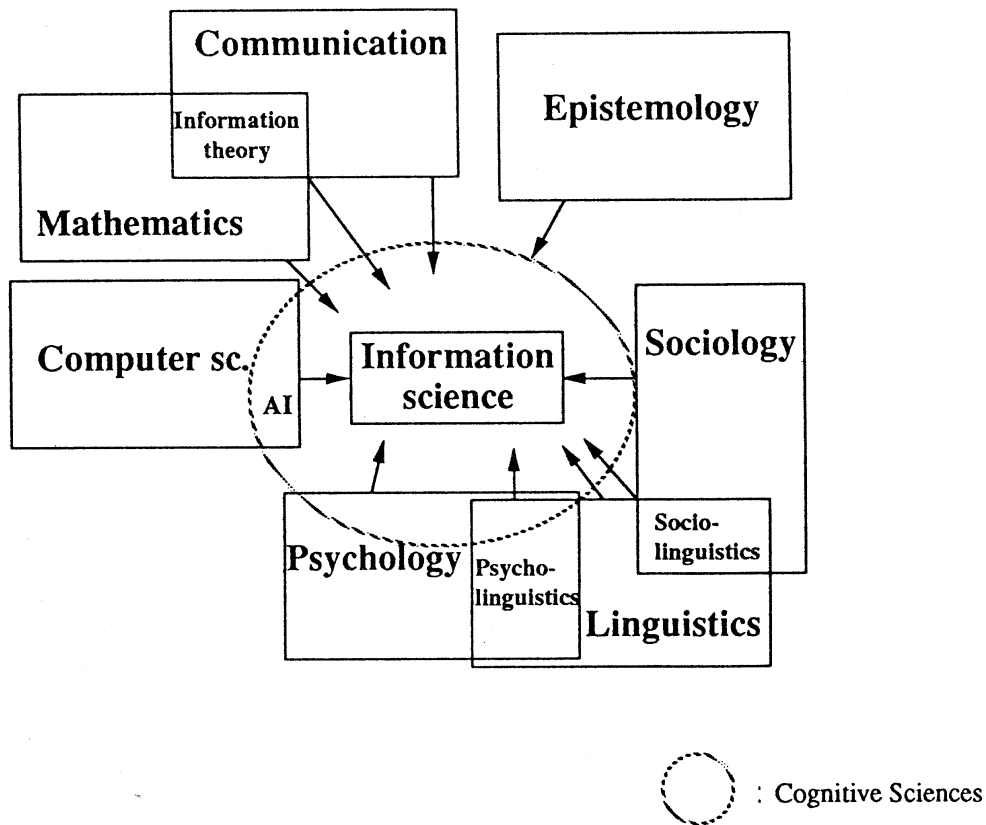 Communication
Epistemology
Information
theory
Mathematics
Computer sc.
AI
Information
science
Sociology
Psychology
Psycho-
linguistics
Socio-
linguistics
Linguistics
: Cognitive Sciences